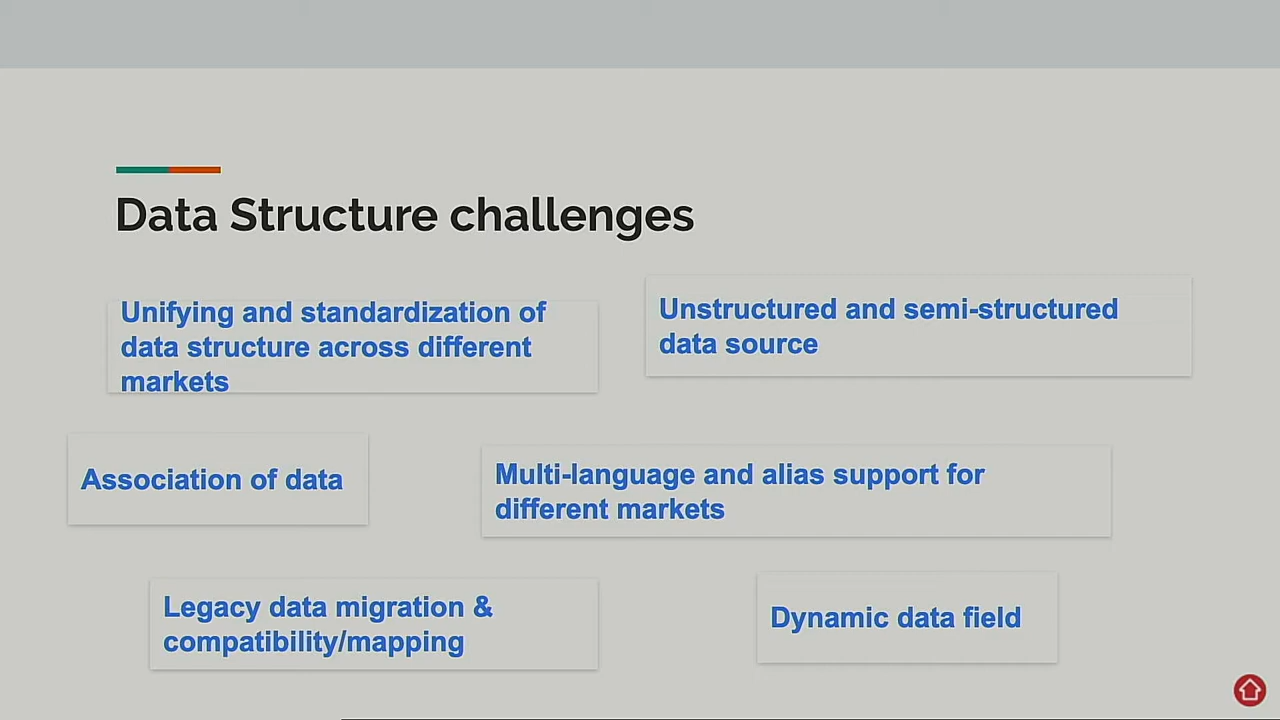 Data Structure challenges
Unifying and standardization of
data structure across different
markets
Unstructured and semi-structured
data source
Association of data
Multi-language and alias support for
different markets
Legacy data migration &
compatibility/mapping
Dynamic data field